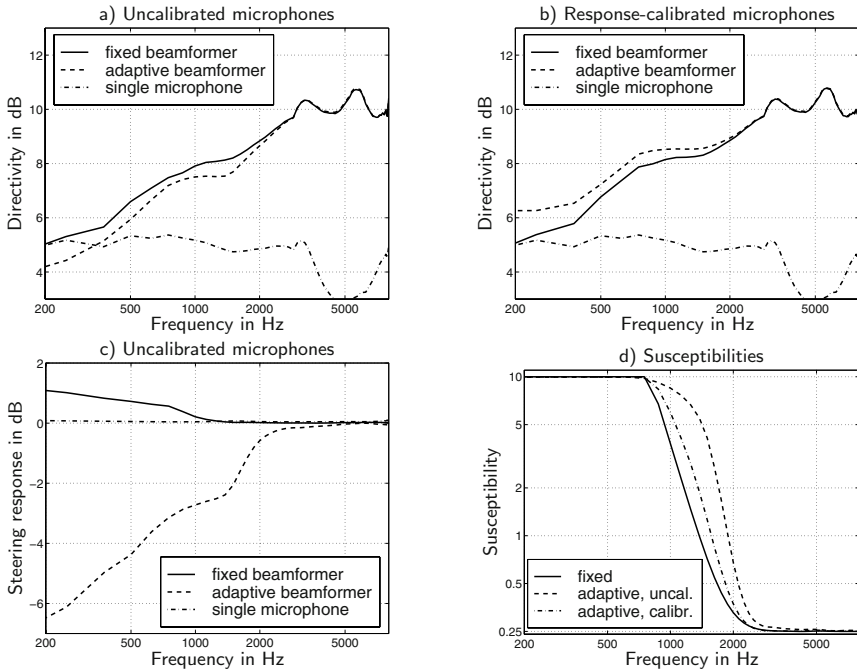 a) Uncalibrated microphones
12
10
8
6
4
Directivity in dB
fixed beamformer
adaptive beamformer
single microphone
200
500
1000
2000
5000
Frequency in Hz
b) Response-calibrated microphones
12
10
8
6
4
Directivity in dB
fixed beamformer
adaptive beamformer
single microphone
200
500
1000
2000
5000
Frequency in Hz
c) Uncalibrated microphones
2
0
−2
−4
−6
Steering response in dB
fixed beamformer
adaptive beamformer
single microphone
200
500
1000
2000
5000
Frequency in Hz
d) Susceptibilities
10
5
2
1
0.5
0.25
Susceptibility
fixed
adaptive, uncal.
adaptive, calibr.
200
500
1000
2000
5000
Frequency in Hz